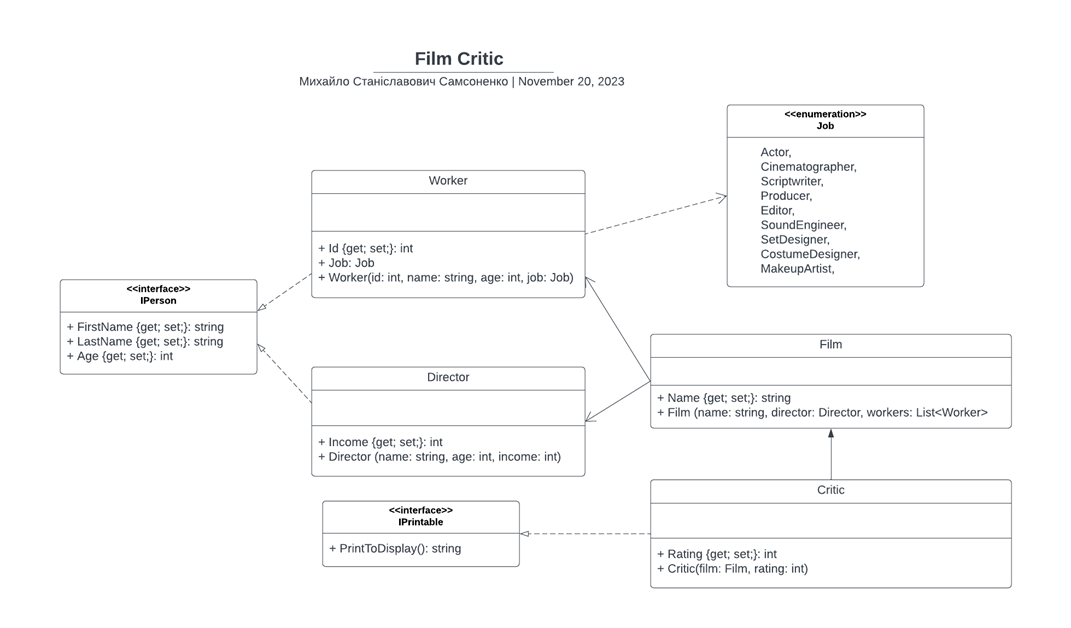 Film Critic
Михайло Станіславович Самсоненко | November 20, 2023
<<enumeration>>
Job
Actor,
Cinematographer,
Scriptwriter,
Producer,
Editor,
SoundEngineer,
SetDesigner,
CostumeDesigner,
MakeupArtist,
Worker
+ Id {get; set;}: int
+ Job: Job
+ Worker(id: int, name: string, age: int, job: Job)
<<interface>>
IPerson
+ FirstName {get; set;}: string
+ LastName {get; set;}: string
+ Age {get; set;}: int
Film
+ Name {get; set;}: string
+ Film (name: string, director: Director, workers: List<Worker>
Director
+ Income {get; set;}: int
+ Director (name: string, age: int, income: int)
Critic
+ Rating {get; set;}: int
+ Critic(film: Film, rating: int)
<<interface>>
IPrintable
+ PrintToDisplay(): string